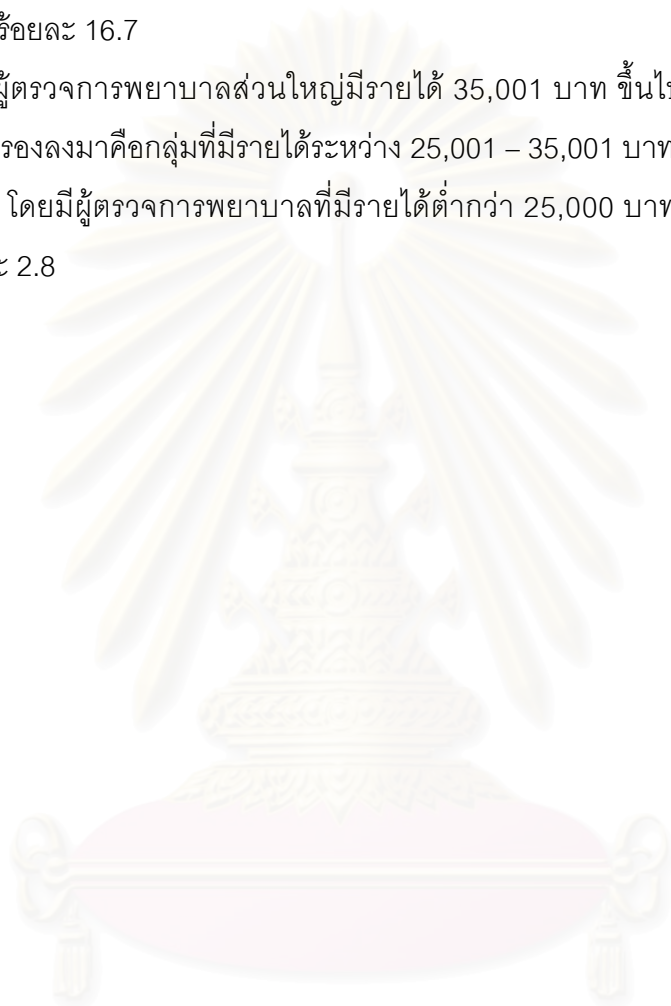 ร้อยละ 16.7
ผู้ตรวจการพยาบาลส่วนใหญ่มีรายได้ 35,001 บาท ขึ้นไป
รองลงมาคือกลุ่มที่มีรายได้ระหว่าง 25,001 – 35,001 บาท
โดยมีผู้ตรวจการพยาบาลที่มีรายได้ต่ำกว่า 25,000 บาท
2.8